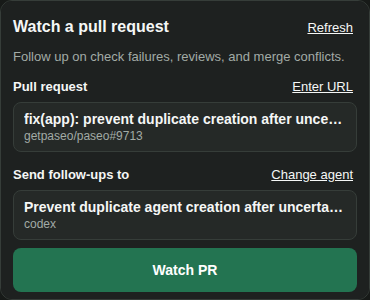 Watch a pull request
Refresh
Follow up on check failures, reviews, and merge conflicts.
Pull request
Enter URL
fix(app): prevent duplicate creation after unce...
getpaseo/paseo#9713
Send follow-ups to
Change agent
Prevent duplicate agent creation after uncerta...
codex
Watch PR